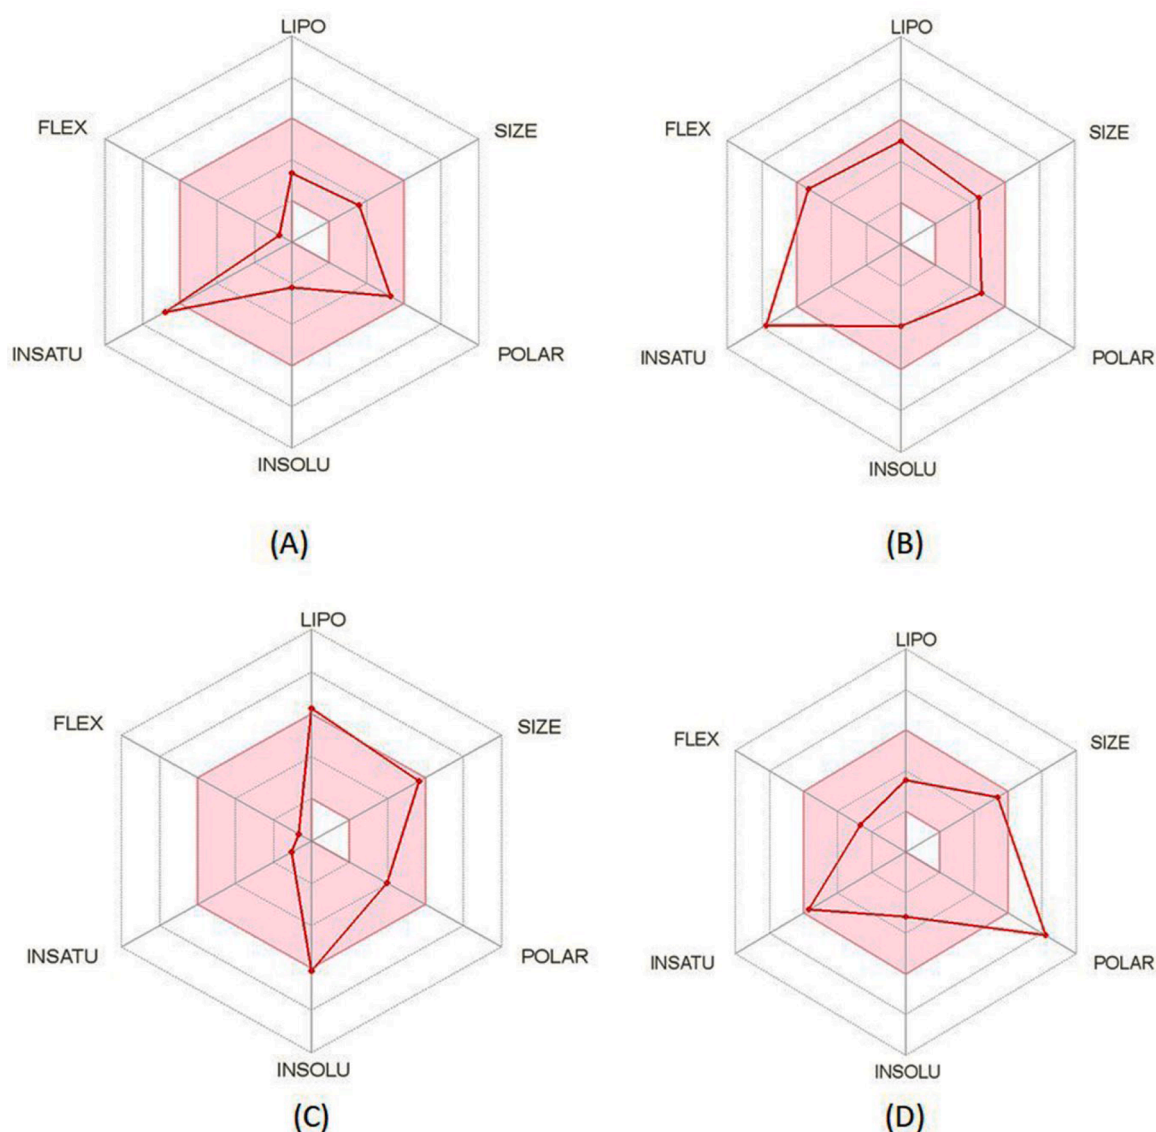 LIPO
FLEX
SIZE
INSATU
POLAR
INSOLU
(A)
LIPO
FLEX
SIZE
INSATU
POLAR
INSOLU
(B)
LIPO
FLEX
SIZE
INSATU
POLAR
INSOLU
(C)
LIPO
FLEX
SIZE
INSATU
POLAR
INSOLU
(D)